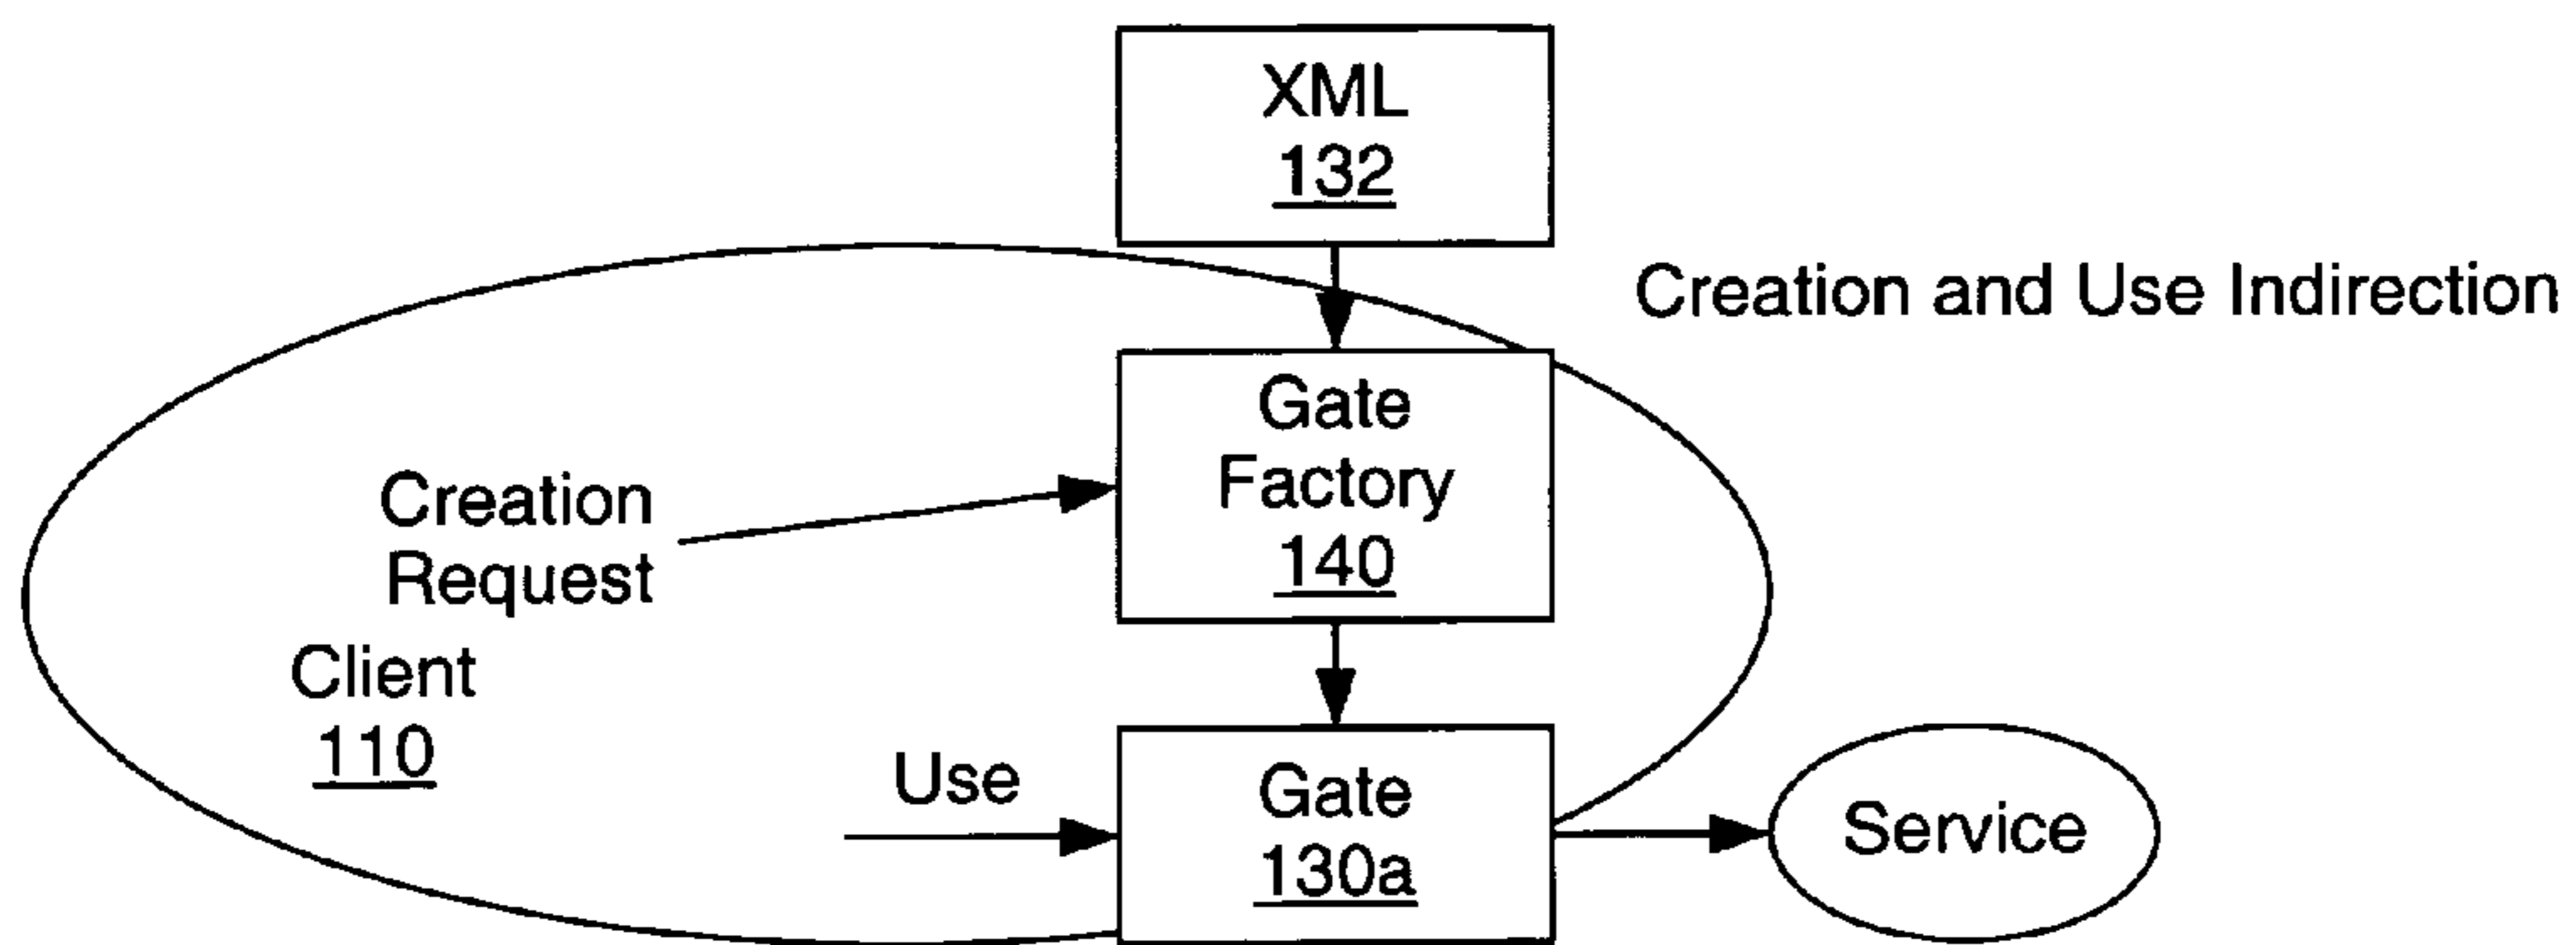 XML
132
Creation and Use Indirection
Gate
Factory
140
Creation
Request
Client
110
Use
Gate
130a
Service